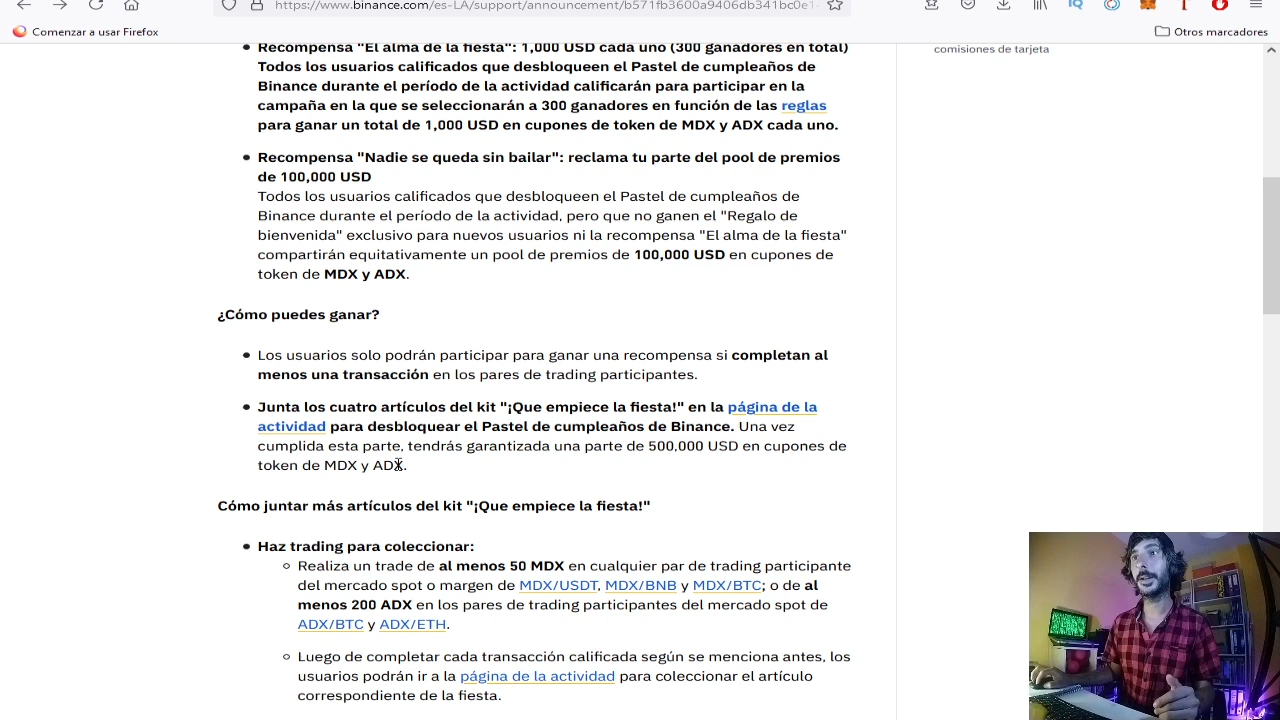 https://www.binance.com/es-LA/support/announcement/b571fb3600a9406db341bc0e1
Comenzar a usar Firefox
Otros marcadores
comisiones de tarjeta
Recompensa "El alma de la fiesta": 1,000 USD cada uno (300 ganadores en total)
Todos los usuarios calificados que desbloqueen el Pastel de cumpleaños de
Binance durante el período de la actividad calificarán para participar en la
campaña en la que se seleccionarán a 300 ganadores en función de las reglas
para ganar un total de 1,000 USD en cupones de token de MDX y ADX cada uno.
Recompensa "Nadie se queda sin bailar": reclama tu parte del pool de premios
de 100,000 USD
Todos los usuarios calificados que desbloqueen el Pastel de cumpleaños de
Binance durante el período de la actividad, pero que no ganen el "Regalo de
bienvenida" exclusivo para nuevos usuarios ni la recompensa "El alma de la fiesta"
compartirán equitativamente un pool de premios de 100,000 USD en cupones de
token de MDX y ADX.
¿Cómo puedes ganar?
Los usuarios solo podrán participar para ganar una recompensa si completan al
menos una transacción en los pares de trading participantes.
Junta los cuatro artículos del kit "¡Que empiece la fiesta!" en la página de la
actividad para desbloquear el Pastel de cumpleaños de Binance. Una vez
cumplida esta parte, tendrás garantizada una parte de 500,000 USD en cupones de
token de MDX y ADX.
Cómo juntar más artículos del kit "¡Que empiece la fiesta!"
Haz trading para coleccionar:
Realiza un trade de al menos 50 MDX en cualquier par de trading participante
del mercado spot o margen de MDX/USDT, MDX/BNB y MDX/BTC; o de al
menos 200 ADX en los pares de trading participantes del mercado spot de
ADX/BTC y ADX/ETH.
Luego de completar cada transacción calificada según se menciona antes, los
usuarios podrán ir a la página de la actividad para coleccionar el artículo
correspondiente de la fiesta.